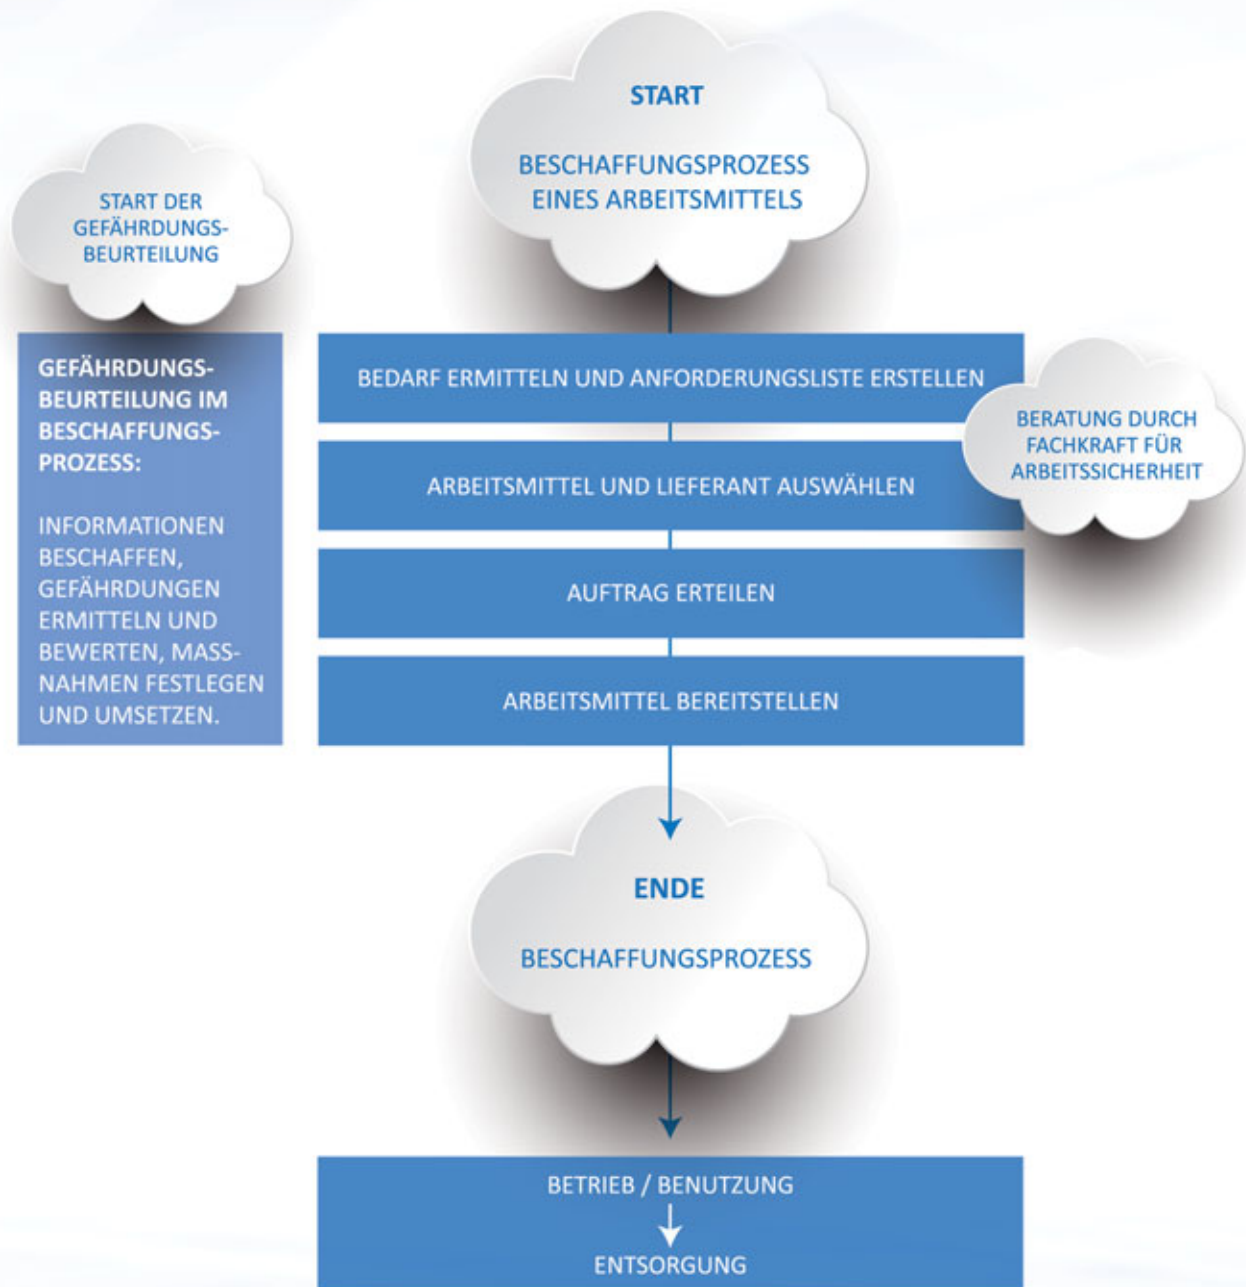 START
BESCHAFFUNGSPROZESS
EINES ARBEITSMITTELS
START DER
GEFÄHRDUNGS-
BEURTEILUNG
GEFÄHRDUNGS-
BEURTEILUNG IM
BESCHAFFUNGS-
PROZESS:
INFORMATIONEN
BESCHAFFEN,
GEFÄHRDUNGEN
ERMITTELN UND
BEWERTEN, MASS-
NAHMEN FESTLEGEN
UND UMSETZEN.
BEDARF ERMITTELN UND ANFORDERUNGSLISTE ERSTELLEN
BERATUNG DURCH
FACHKRAFT FÜR
ARBEITSSICHERHEIT
ARBEITSMITTEL UND LIEFERANT AUSWÄHLEN
AUFTRAG ERTEILEN
ARBEITSMITTEL BEREITSTELLEN
ENDE
BESCHAFFUNGSPROZESS
BETRIEB / BENUTZUNG
ENTSORGUNG